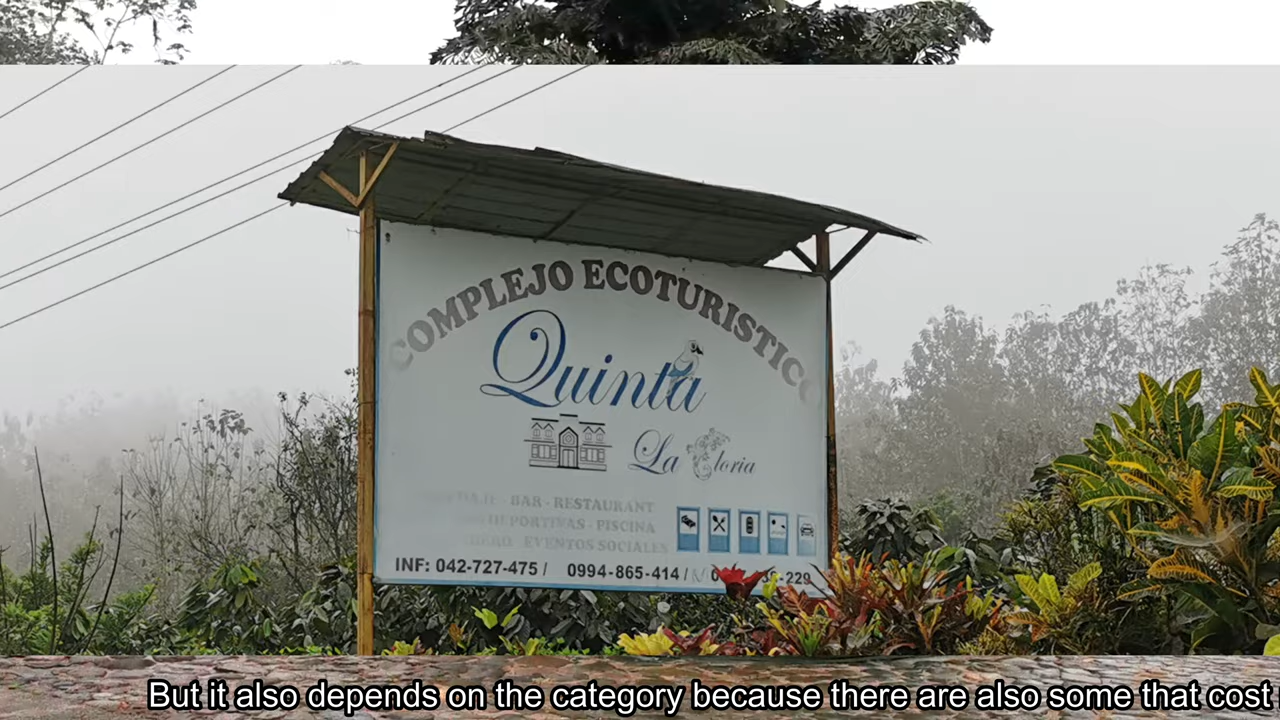 COMPLEJO ECOTURISTICO
Quinta
La Gloria
BAR - RESTAURANT
DEPORTIVAS - PISCINA
EVENTOS SOCIALES
INF: 042-727-475 / 0994-865-414 /
But it also depends on the category because there are also some that cost